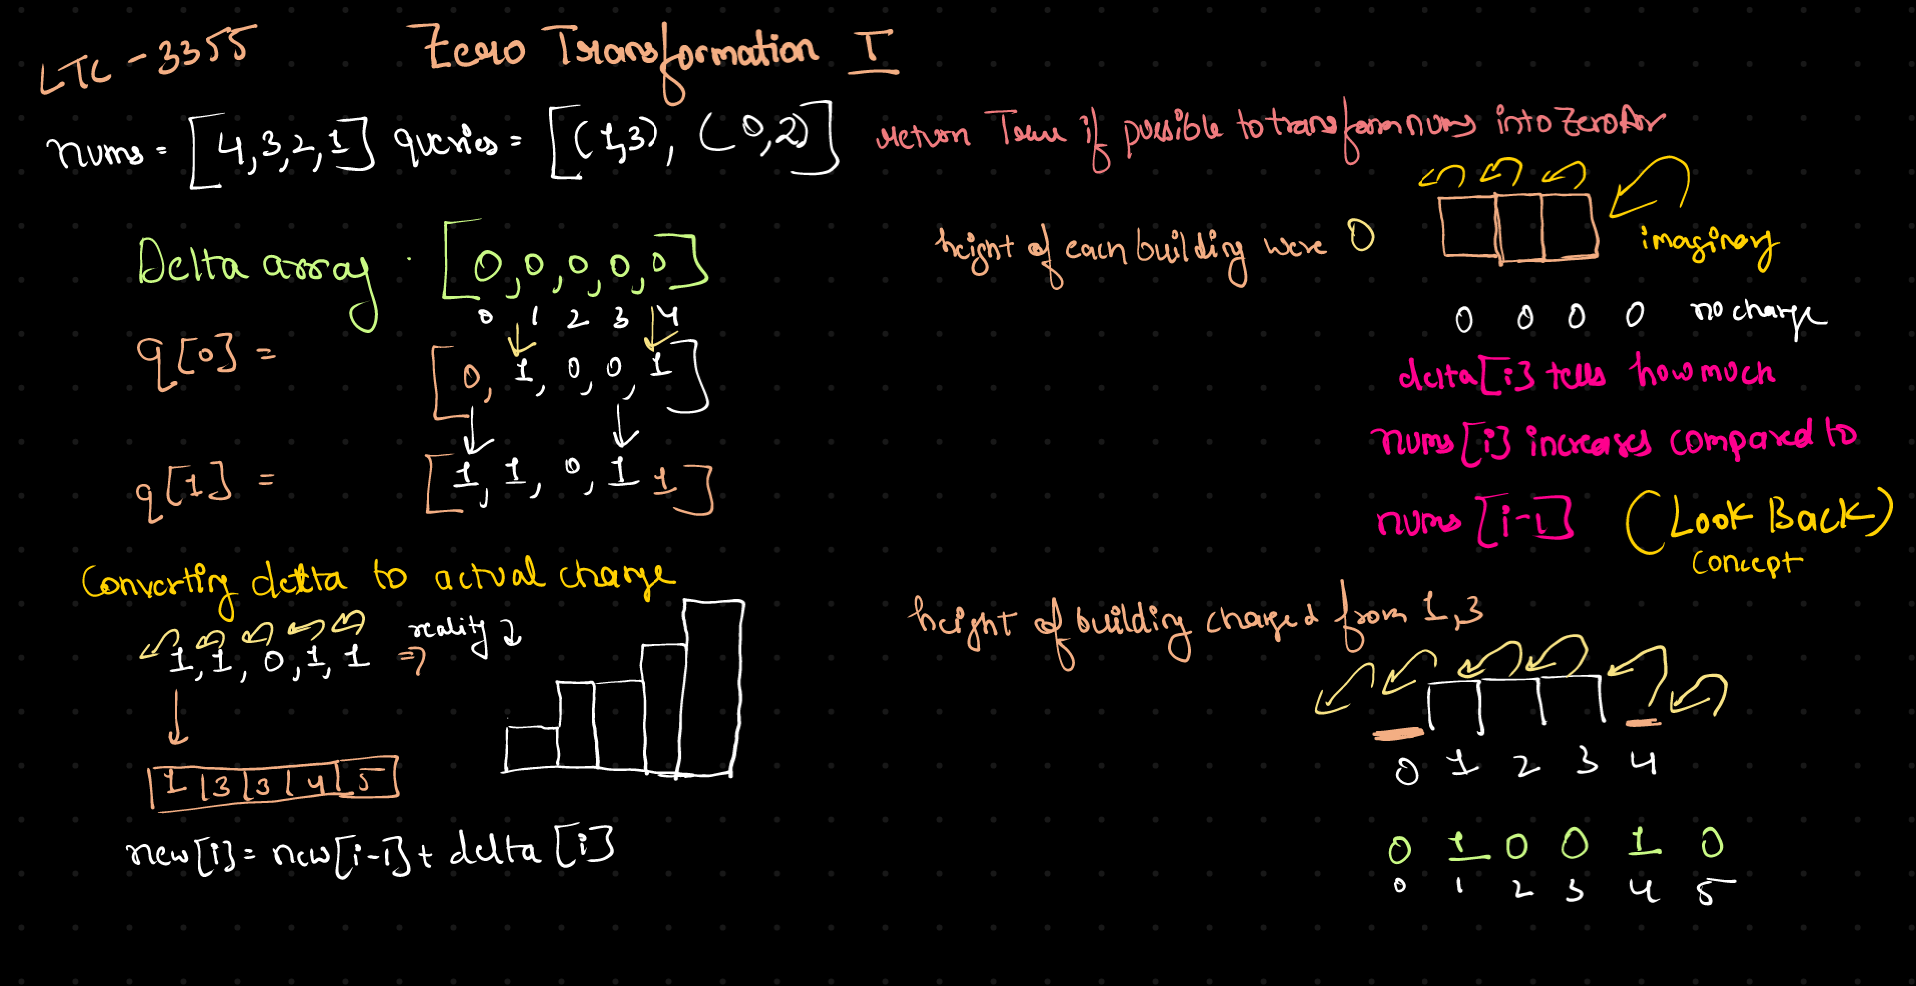 LTC - 3355
Zero Transformation I
nums = [4,3,2,1] queries = [(1,3), (0,2)]
return True if possible to transform nums into Zero Ar
height of each building were 0
imaginary
0 0 0 0 no change
delta[i] tells how much
nums[i] increases compared to
nums[i-1] (Look Back)
concept
Delta array . [0,0,0,0,0]
0 1 2 3 4
q[0] = [0, 1, 0, 0, 1]
q[1] = [1, 1, 0, 1 1]
Converting delta to actual change
1, 1, 0, 1, 1 => reality
1 | 3 | 3 | 4 | 5
new[i] = new[i-1] + delta[i]
height of building changed from 1,3
0 1 2 3 4
0 1 0 0 1 0
0 1 2 3 4 5